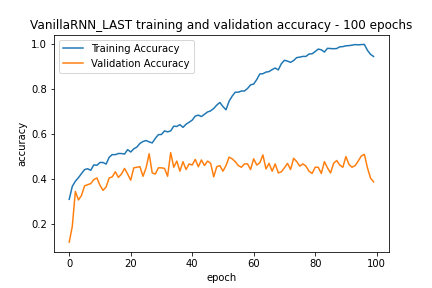 VanillaRNN_LAST training and validation accuracy - 100 epochs
Training Accuracy
Validation Accuracy
accuracy
1.0
0.8
0.6
0.4
0.2
0 20 40 60 80 100
epoch